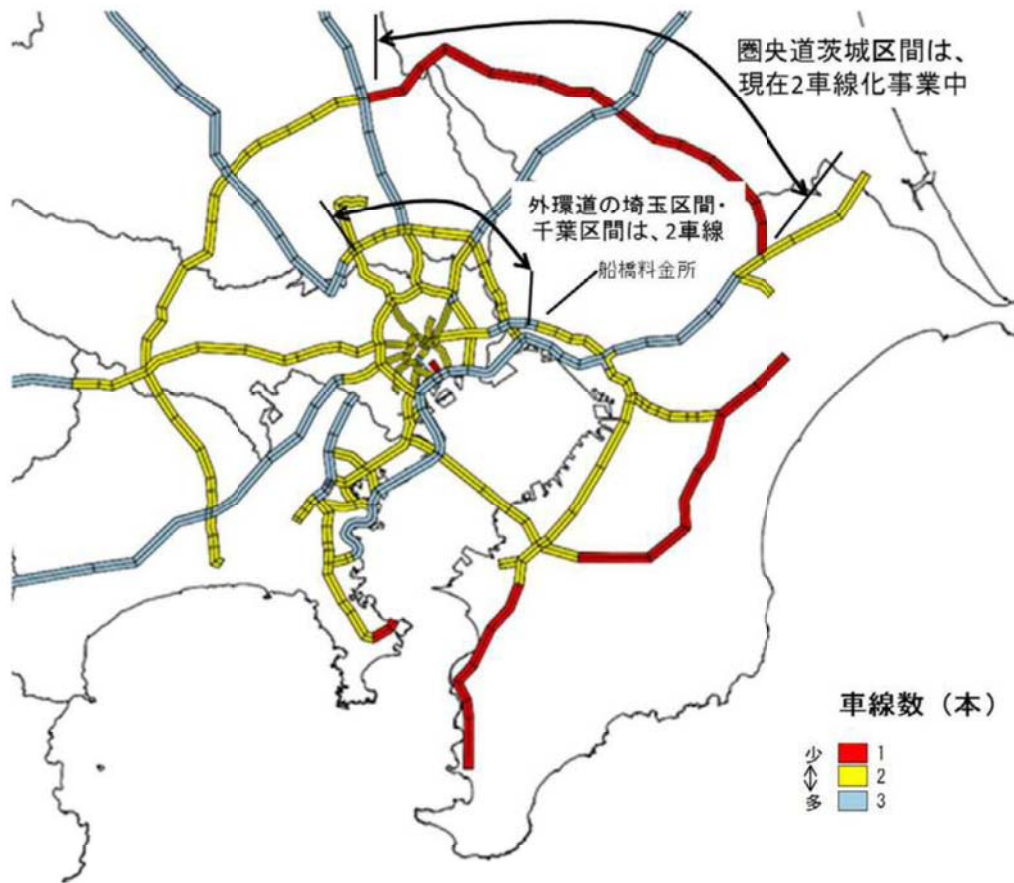 圏央道茨城区間は、
現在2車線化事業中
外環道の埼玉区間・
千葉区間は、2車線
船橋料金所
車線数（本）
少 1
2
多 3